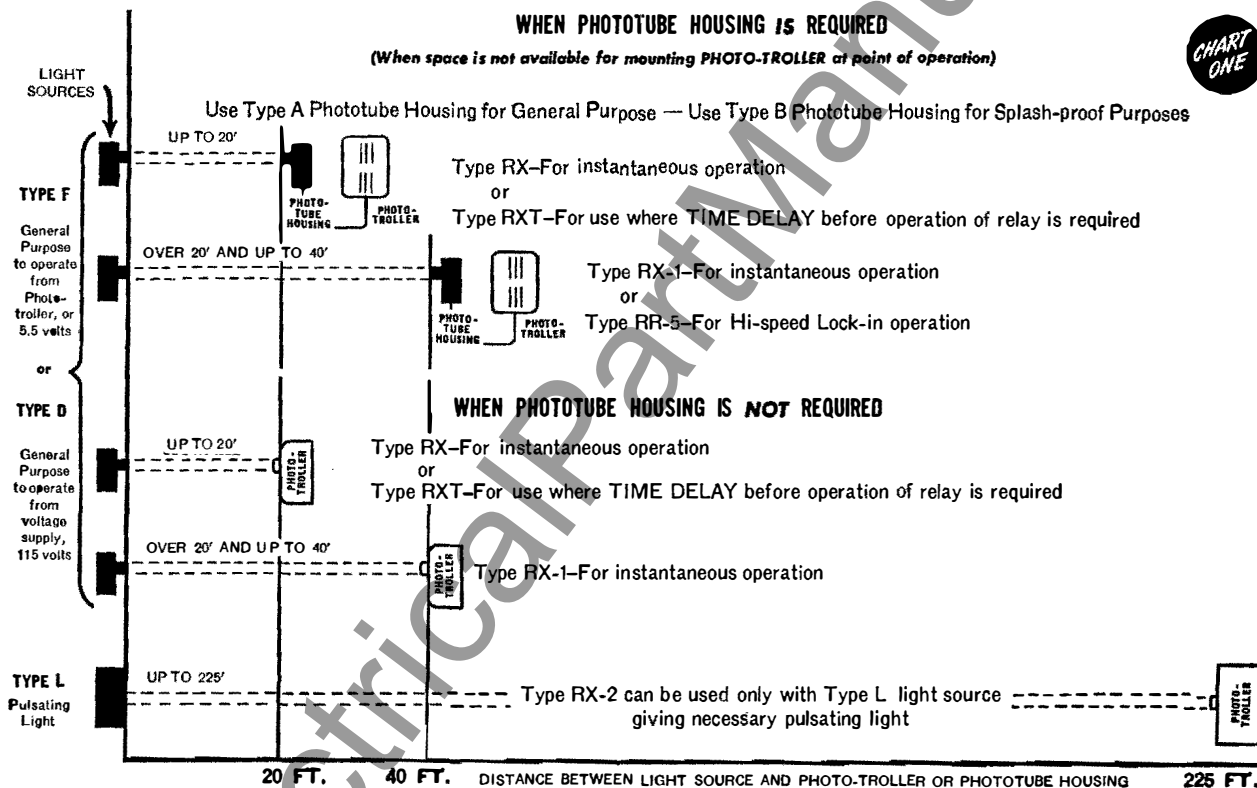 WHEN PHOTOTUBE HOUSING IS REQUIRED
(When space is not available for mounting PHOTO-TROLLER at point of operation)
CHART
ONE
LIGHT
SOURCES
Use Type A Phototube Housing for General Purpose — Use Type B Phototube Housing for Splash-proof Purposes
UP TO 20'
TYPE F
General
Purpose
to operate
from
Photo-
troller, or
5.5 volts
PHOTO-
TUBE
HOUSING
PHOTO-
TROLLER
Type RX–For instantaneous operation
or
Type RXT–For use where TIME DELAY before operation of relay is required
OVER 20' AND UP TO 40'
PHOTO-
TUBE
HOUSING
PHOTO-
TROLLER
Type RX-1–For instantaneous operation
or
Type RR-5–For Hi-speed Lock-in operation
or
TYPE D
General
Purpose
to operate
from
voltage
supply,
115 volts
WHEN PHOTOTUBE HOUSING IS NOT REQUIRED
UP TO 20'
PHOTO-
TROLLER
Type RX–For instantaneous operation
or
Type RXT–For use where TIME DELAY before operation of relay is required
OVER 20' AND UP TO 40'
PHOTO-
TROLLER
Type RX-1–For instantaneous operation
TYPE L
Pulsating
Light
UP TO 225'
Type RX-2 can be used only with Type L light source
giving necessary pulsating light
PHOTO-
TROLLER
20 FT. 40 FT. DISTANCE BETWEEN LIGHT SOURCE AND PHOTO-TROLLER OR PHOTOTUBE HOUSING 225 FT.
ctricalPartManu